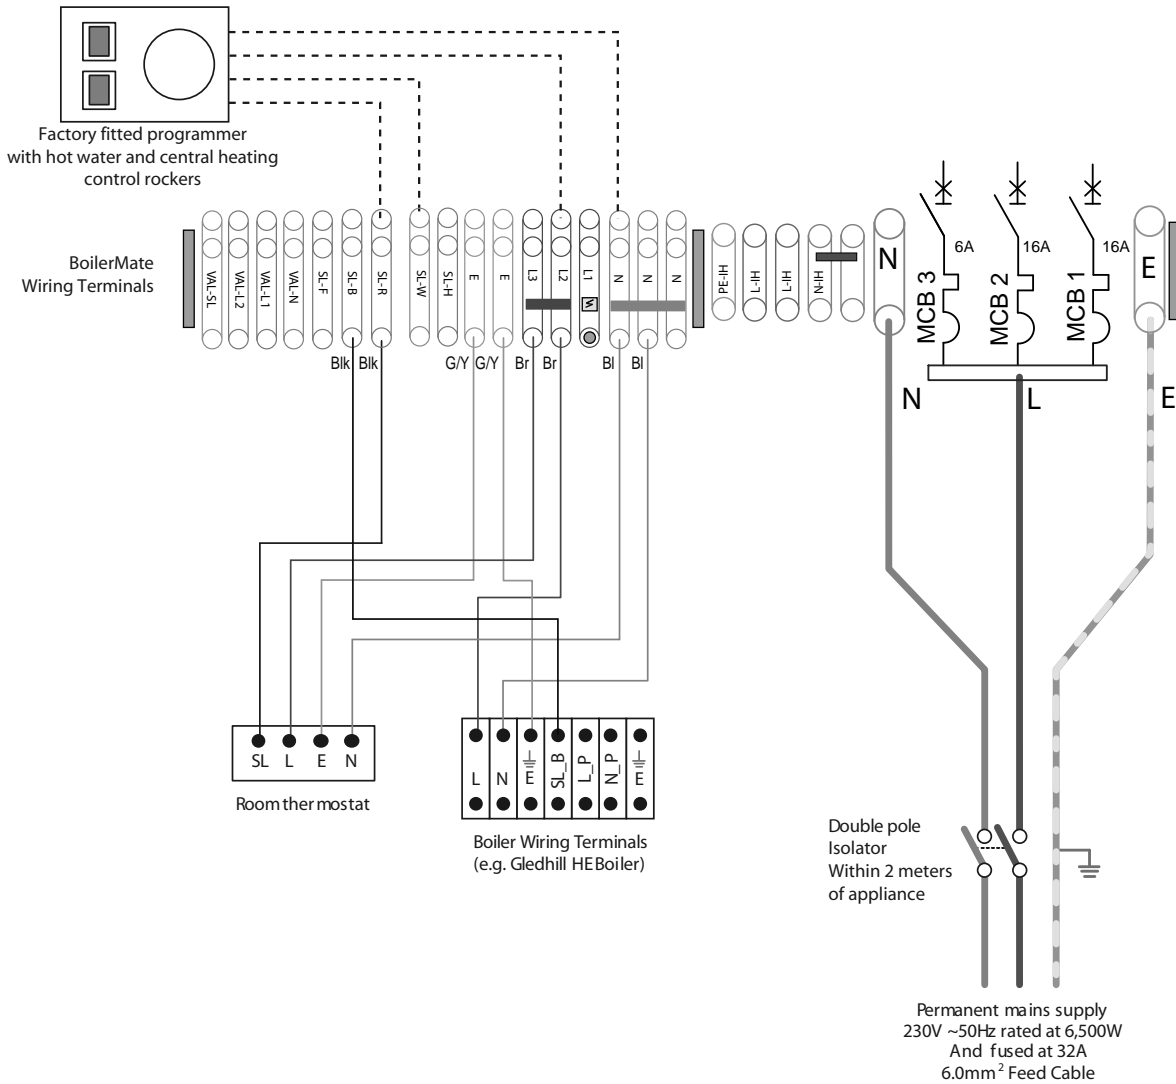 Factory fitted programmer
with hot water and central heating
control rockers
BoilerMate
Wiring Terminals
VAL-SL
VAL-L2
VAL-L1
VAL-N
SL-F
SL-B
SL-R
SL-W
SL-H
E
E
L3
L2
L1
N
N
N
PE-IH
L-IH
L-IH
N-IH
N
6A
16A
16A
MCB 3
MCB 2
MCB 1
E
Blk
Blk
G/Y
G/Y
Br
Br
Bl
Bl
N
L
E
SL
L
E
N
Room thermostat
L
N
E
SL_B
L_P
N_P
E
Boiler Wiring Terminals
(e.g. Gledhill HE Boiler)
Double pole
Isolator
Within 2 meters
of appliance
Permanent mains supply
230V ~50Hz rated at 6,500W
And fused at 32A
6.0mm² Feed Cable